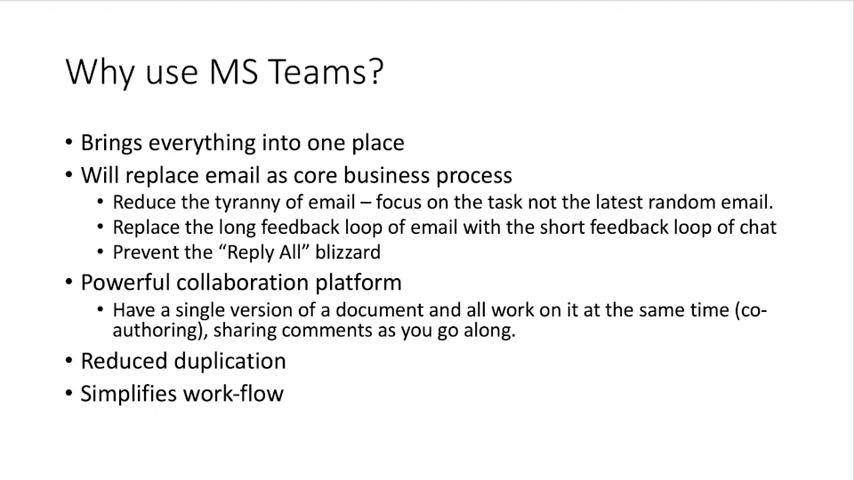 Why use MS Teams?
• Brings everything into one place
• Will replace email as core business process
• Reduce the tyranny of email – focus on the task not the latest random email.
• Replace the long feedback loop of email with the short feedback loop of chat
• Prevent the “Reply All” blizzard
• Powerful collaboration platform
• Have a single version of a document and all work on it at the same time (co-
authoring), sharing comments as you go along.
• Reduced duplication
• Simplifies work-flow